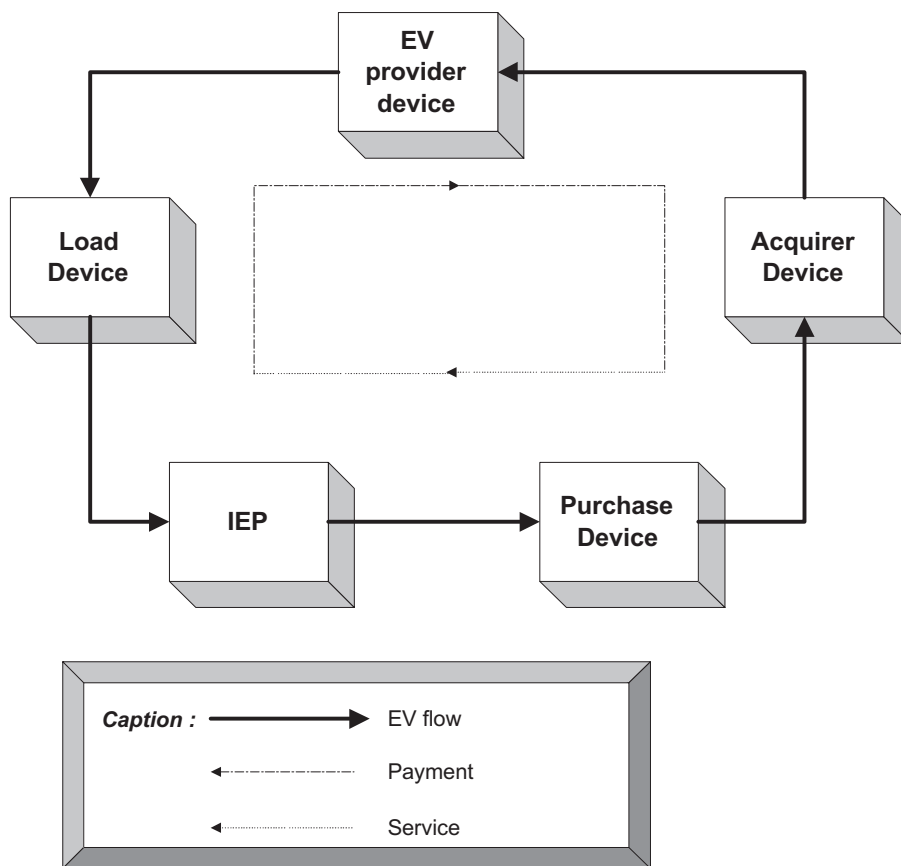 EV
provider
device
Load
Device
Acquirer
Device
IEP
Purchase
Device
Caption :
EV flow
Payment
Service